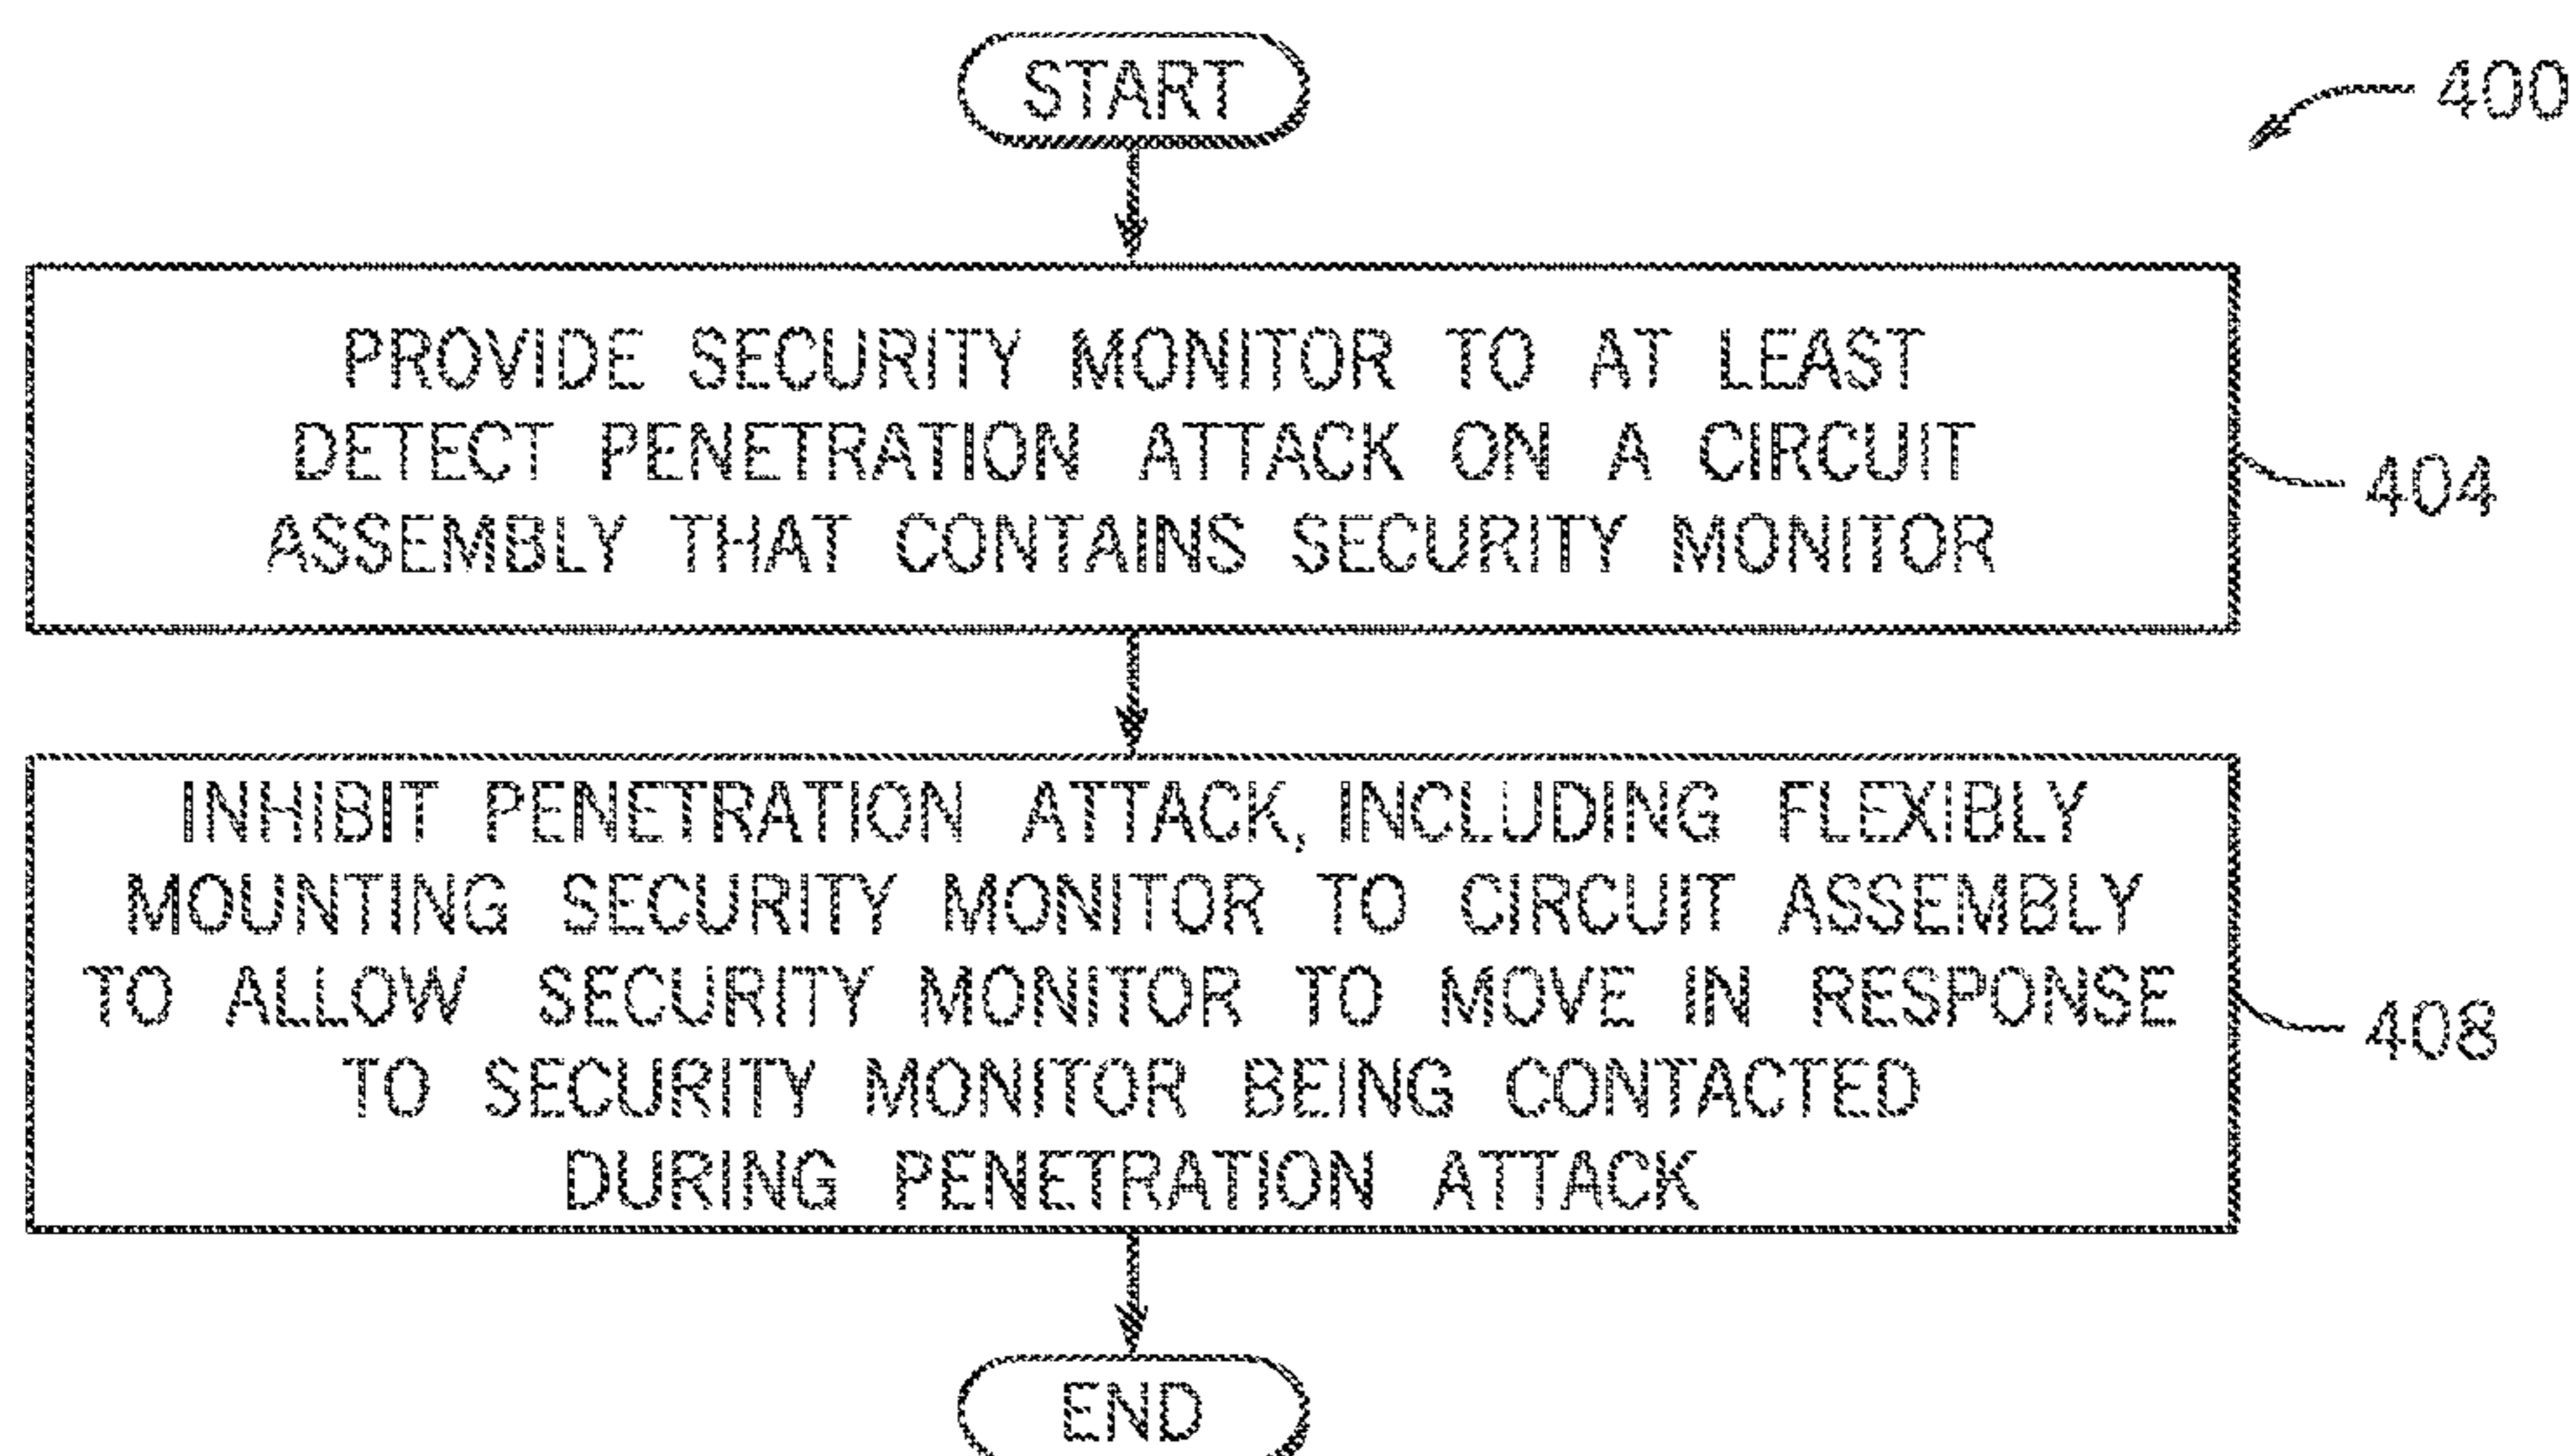 START
400
PROVIDE SECURITY MONITOR TO AT LEAST
DETECT PENETRATION ATTACK ON A CIRCUIT
ASSEMBLY THAT CONTAINS SECURITY MONITOR
404
INHIBIT PENETRATION ATTACK, INCLUDING FLEXIBLY
MOUNTING SECURITY MONITOR TO CIRCUIT ASSEMBLY
TO ALLOW SECURITY MONITOR TO MOVE IN RESPONSE
TO SECURITY MONITOR BEING CONTACTED
DURING PENETRATION ATTACK
408
END